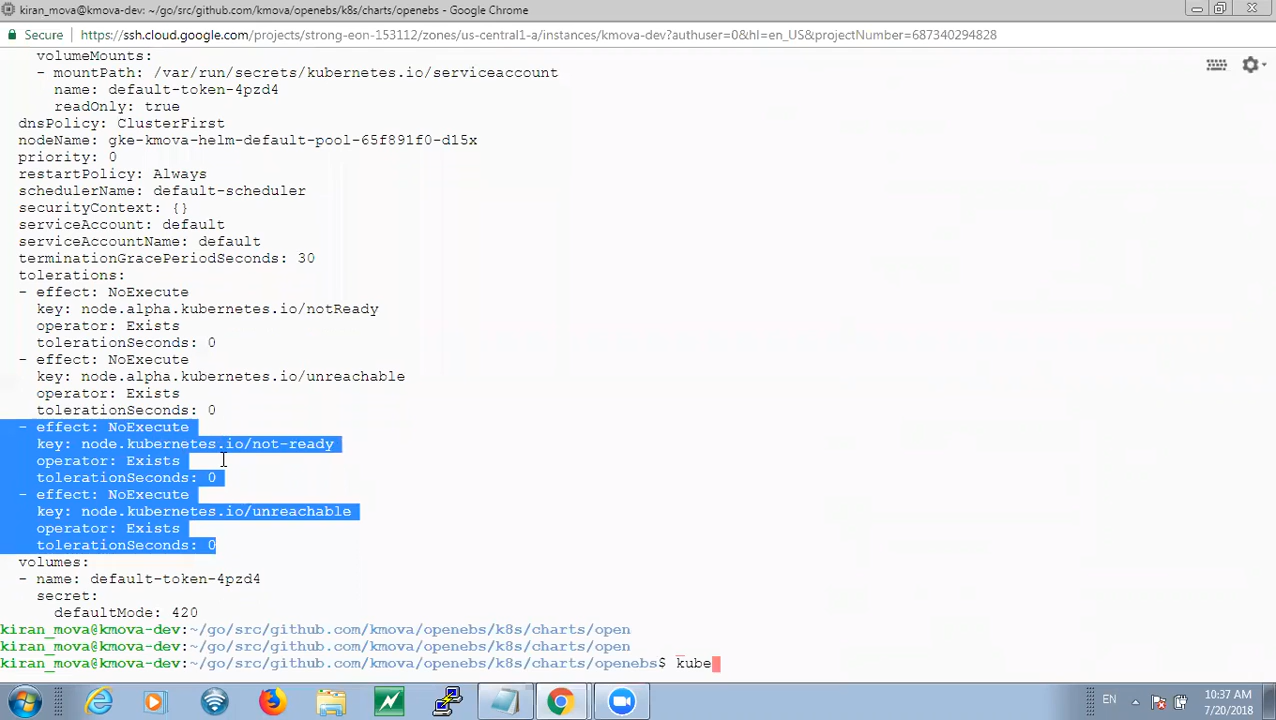 kiran_mova@kmova-dev: ~/go/src/github.com/kmova/openebs/k8s/charts/openebs - Google Chrome
Secure | https://ssh.cloud.google.com/projects/strong-eon-153112/zones/us-central1-a/instances/kmova-dev?authuser=0&hl=en_US&projectNumber=687340294828
volumeMounts:
- mountPath: /var/run/secrets/kubernetes.io/serviceaccount
name: default-token-4pzd4
readOnly: true
dnsPolicy: ClusterFirst
nodeName: gke-kmova-helm-default-pool-65f891f0-d15x
priority: 0
restartPolicy: Always
schedulerName: default-scheduler
securityContext: {}
serviceAccount: default
serviceAccountName: default
terminationGracePeriodSeconds: 30
tolerations:
- effect: NoExecute
key: node.alpha.kubernetes.io/notReady
operator: Exists
tolerationSeconds: 0
- effect: NoExecute
key: node.alpha.kubernetes.io/unreachable
operator: Exists
tolerationSeconds: 0
- effect: NoExecute
key: node.kubernetes.io/not-ready
operator: Exists
tolerationSeconds: 0
- effect: NoExecute
key: node.kubernetes.io/unreachable
operator: Exists
tolerationSeconds: 0
volumes:
- name: default-token-4pzd4
secret:
defaultMode: 420
kiran_mova@kmova-dev:~/go/src/github.com/kmova/openebs/k8s/charts/open
kiran_mova@kmova-dev:~/go/src/github.com/kmova/openebs/k8s/charts/open
kiran_mova@kmova-dev:~/go/src/github.com/kmova/openebs/k8s/charts/openebs$ kube
EN
10:37 AM
7/20/2018